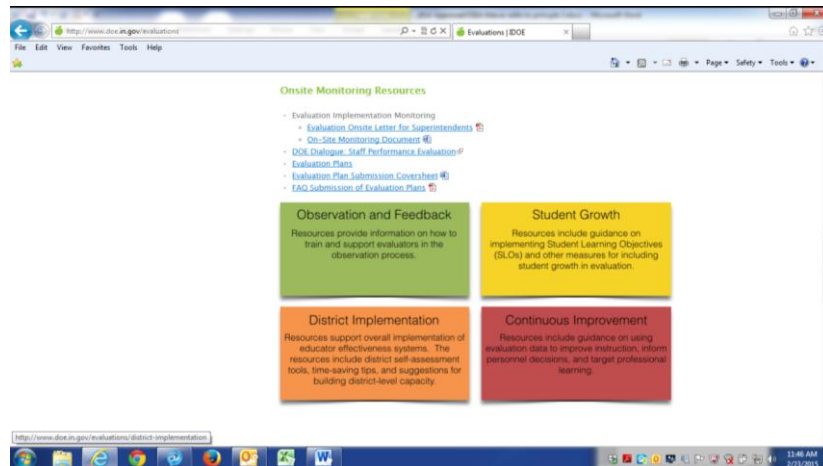 http://www.doe.in.gov/evaluations
Evaluations | IDOE
File Edit View Favorites Tools Help
Page Safety Tools
Onsite Monitoring Resources
Evaluation Implementation Monitoring
Evaluation Onsite Letter for Superintendents
On-Site Monitoring Document
DOE Dialogue: Staff Performance Evaluation
Evaluation Plans
Evaluation Plan Submission Coversheet
FAQ Submission of Evaluation Plans
Observation and Feedback
Resources provide information on how to
train and support evaluators in the
observation process.
Student Growth
Resources include guidance on
implementing Student Learning Objectives
(SLOs) and other measures for including
student growth in evaluation.
District Implementation
Resources support overall implementation of
educator effectiveness systems. The
resources include district self-assessment
tools, time-saving tips, and suggestions for
building district-level capacity.
Continuous Improvement
Resources include guidance on using
evaluation data to improve instruction, inform
personnel decisions, and target professional
learning.
http://www.doe.in.gov/evaluations/district-implementation
11:46 AM
2/23/2015